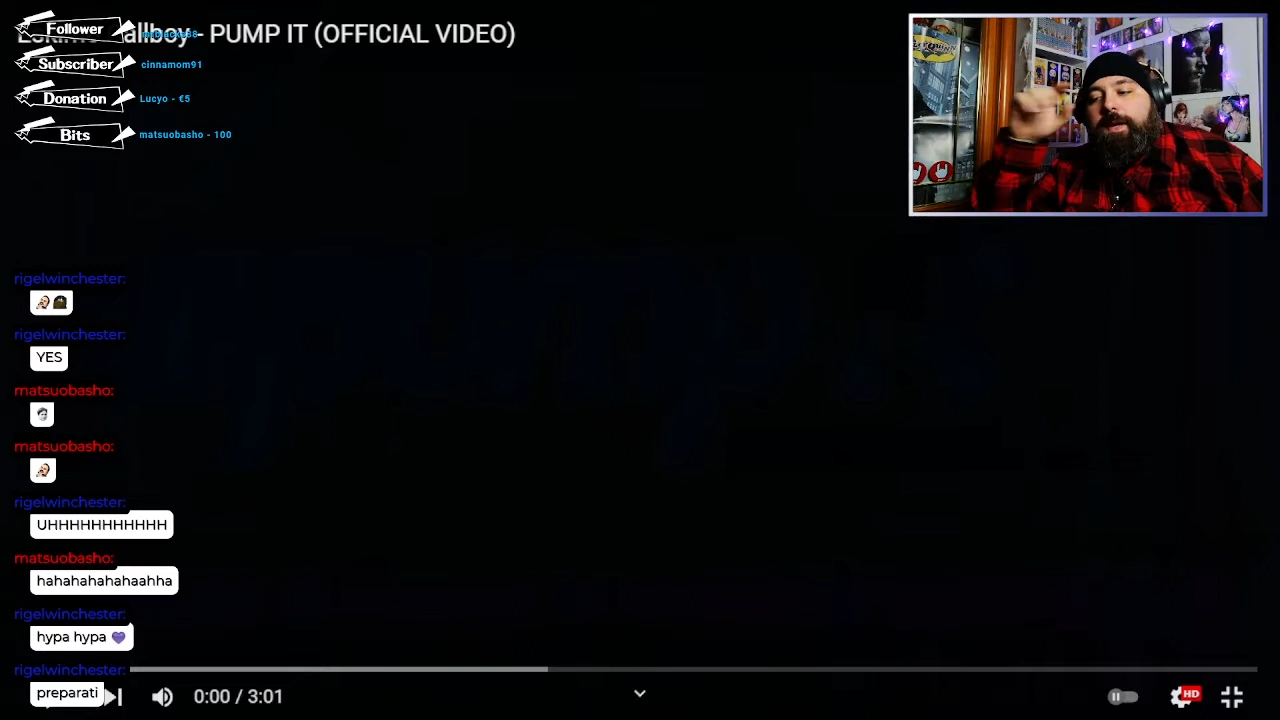 allboy - PUMP IT (OFFICIAL VIDEO)
Follower
Subscriber cinnamom91
Donation Lucyo - €5
Bits matsuobasho - 100
rigelwinchester:
rigelwinchester:
YES
matsuobasho:
matsuobasho:
rigelwinchester:
UHHHHHHHHHHH
matsuobasho:
hahahahahahaahha
rigelwinchester:
hypa hypa 💜
rigelwinchester:
preparati
0:00 / 3:01
HD